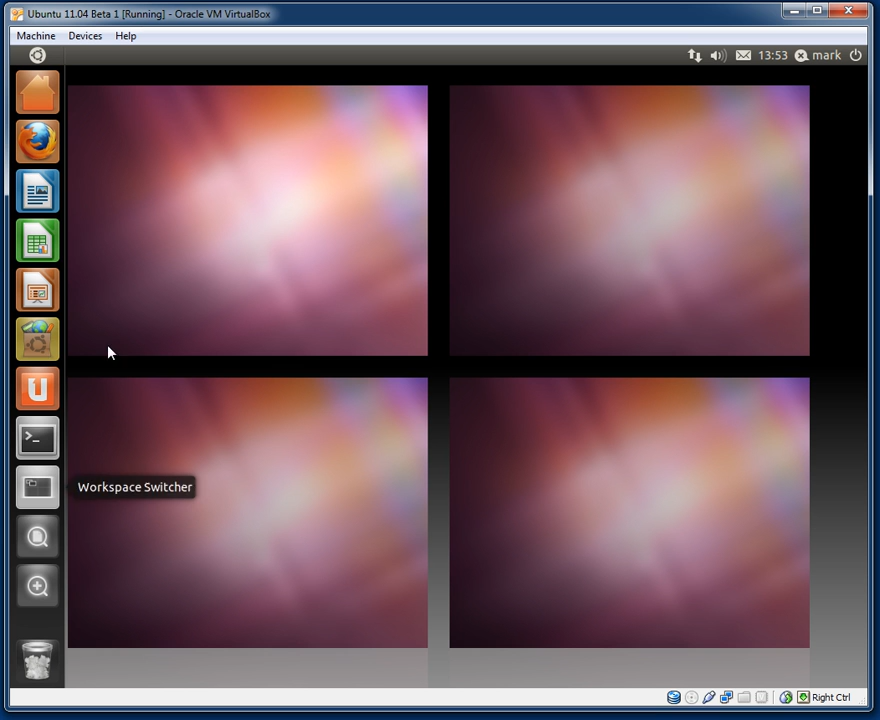 Ubuntu 11.04 Beta 1 [Running] - Oracle VM VirtualBox
Machine Devices Help
13:53 mark
Workspace Switcher
Right Ctrl